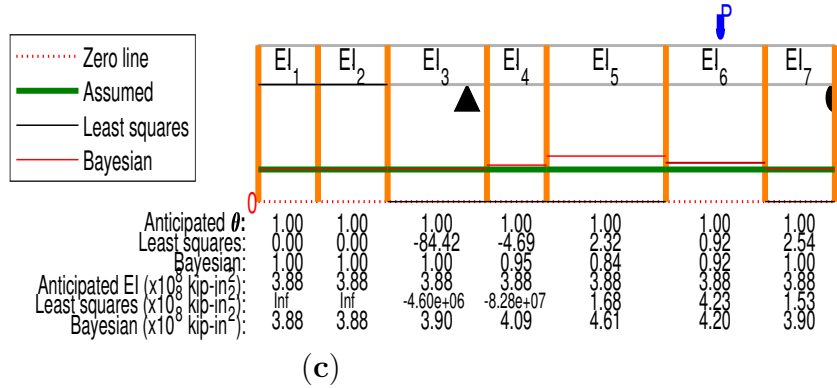 P
Zero line
Assumed
Least squares
Bayesian
EI1 EI2 EI3 EI4 EI5 EI6 EI7
0
Anticipated θ: 1.00 1.00 1.00 1.00 1.00 1.00 1.00
Least squares: 0.00 0.00 -84.42 -4.69 2.32 0.92 2.54
Bayesian: 1.00 1.00 1.00 0.95 0.84 0.92 1.00
Anticipated EI (x10^8 kip-in^2): 3.88 3.88 3.88 3.88 3.88 3.88 3.88
Least squares (x10^8 kip-in^2): Inf Inf -4.60e+06 -8.28e+07 1.68 4.23 1.53
Bayesian (x10^8 kip-in^2): 3.88 3.88 3.90 4.09 4.61 4.20 3.90
(c)